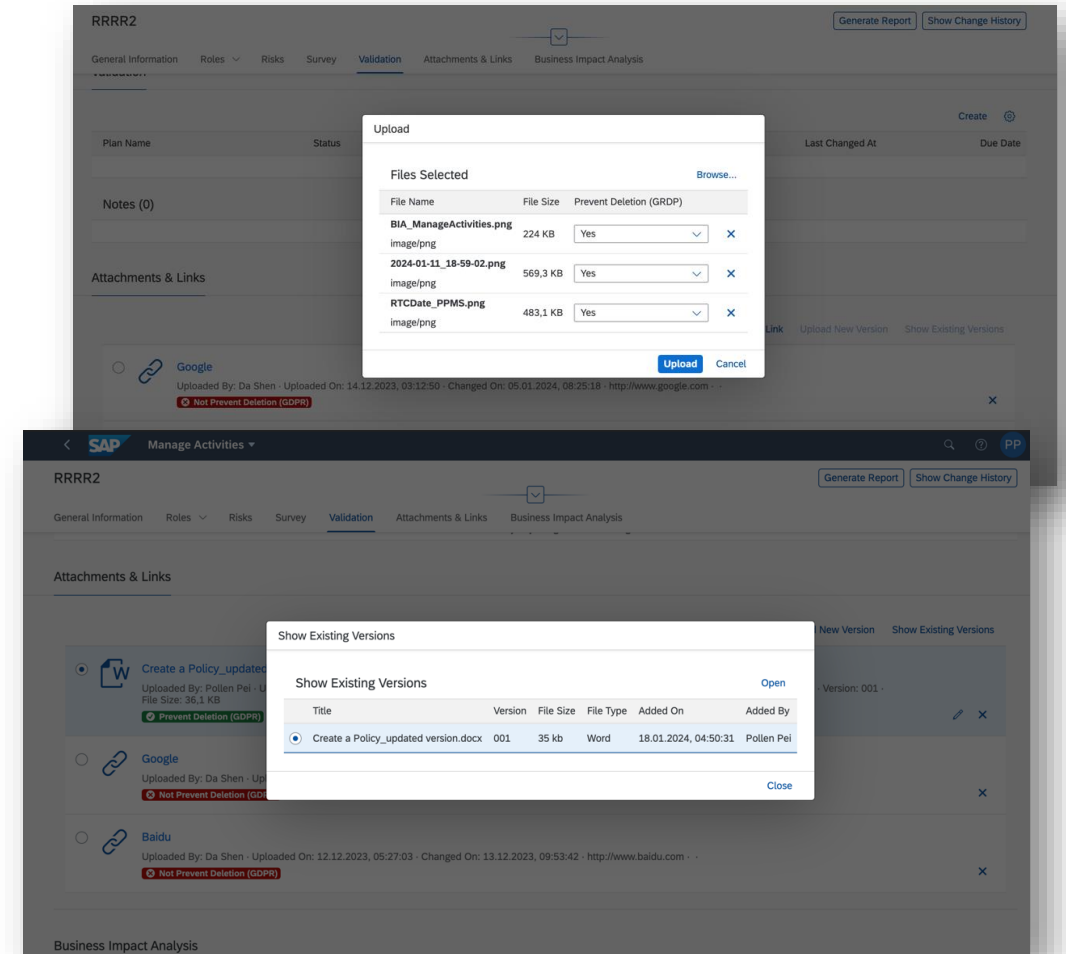 RRRR2
Generate Report Show Change History
General Information Roles Risks Survey Validation Attachments & Links Business Impact Analysis
Validation
Create
Plan Name Status Last Changed At Due Date
Notes (0)
Attachments & Links
Upload
Files Selected Browse...
File Name File Size Prevent Deletion (GRDP)
BIA_ManageActivities.png
image/png 224 KB Yes
2024-01-11_18-59-02.png
image/png 569,3 KB Yes
RTCDate_PPMS.png
image/png 483,1 KB Yes
Upload Cancel
Link Upload New Version Show Existing Versions
Google
Uploaded By: Da Shen · Uploaded On: 14.12.2023, 03:12:50 · Changed On: 05.01.2024, 08:25:18 · http://www.google.com · ·
Not Prevent Deletion (GDPR)
SAP Manage Activities PP
RRRR2
Generate Report Show Change History
General Information Roles Risks Survey Validation Attachments & Links Business Impact Analysis
Attachments & Links
New Version Show Existing Versions
Create a Policy_updated
Uploaded By: Pollen Pei · U · Version: 001 ·
File Size: 36,1 KB
Prevent Deletion (GDPR)
Show Existing Versions
Show Existing Versions Open
Title Version File Size File Type Added On Added By
Create a Policy_updated version.docx 001 35 kb Word 18.01.2024, 04:50:31 Pollen Pei
Close
Google
Uploaded By: Da Shen · Upl
Not Prevent Deletion (GDP
Baidu
Uploaded By: Da Shen · Uploaded On: 12.12.2023, 05:27:03 · Changed On: 13.12.2023, 09:53:42 · http://www.baidu.com · ·
Not Prevent Deletion (GDPR)
Business Impact Analysis